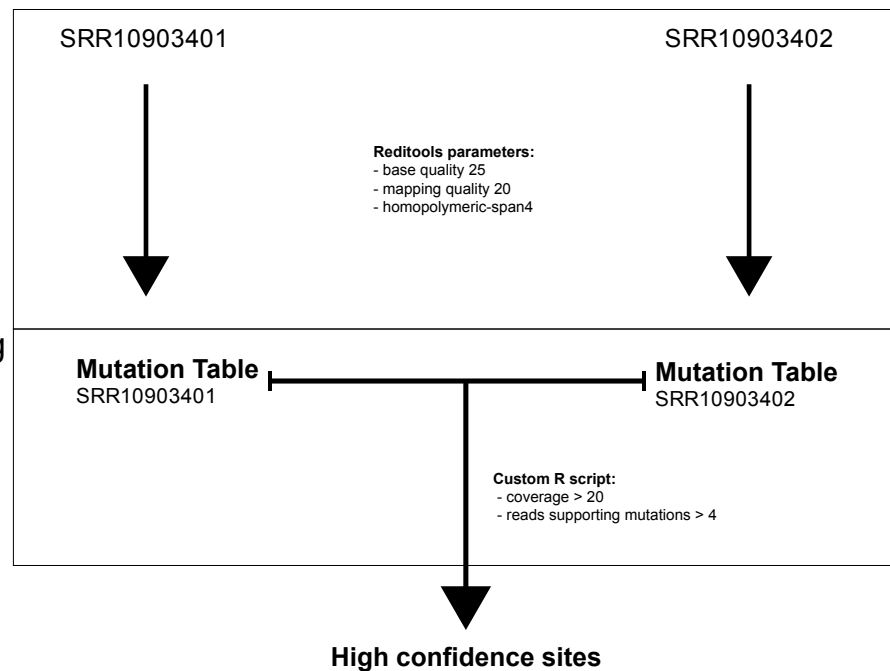 SRR10903401
SRR10903402
Reditools parameters:
- base quality 25
- mapping quality 20
- homopolymeric-span4
Mutation Table
SRR10903401
Mutation Table
SRR10903402
Custom R script:
- coverage > 20
- reads supporting mutations > 4
High confidence sites